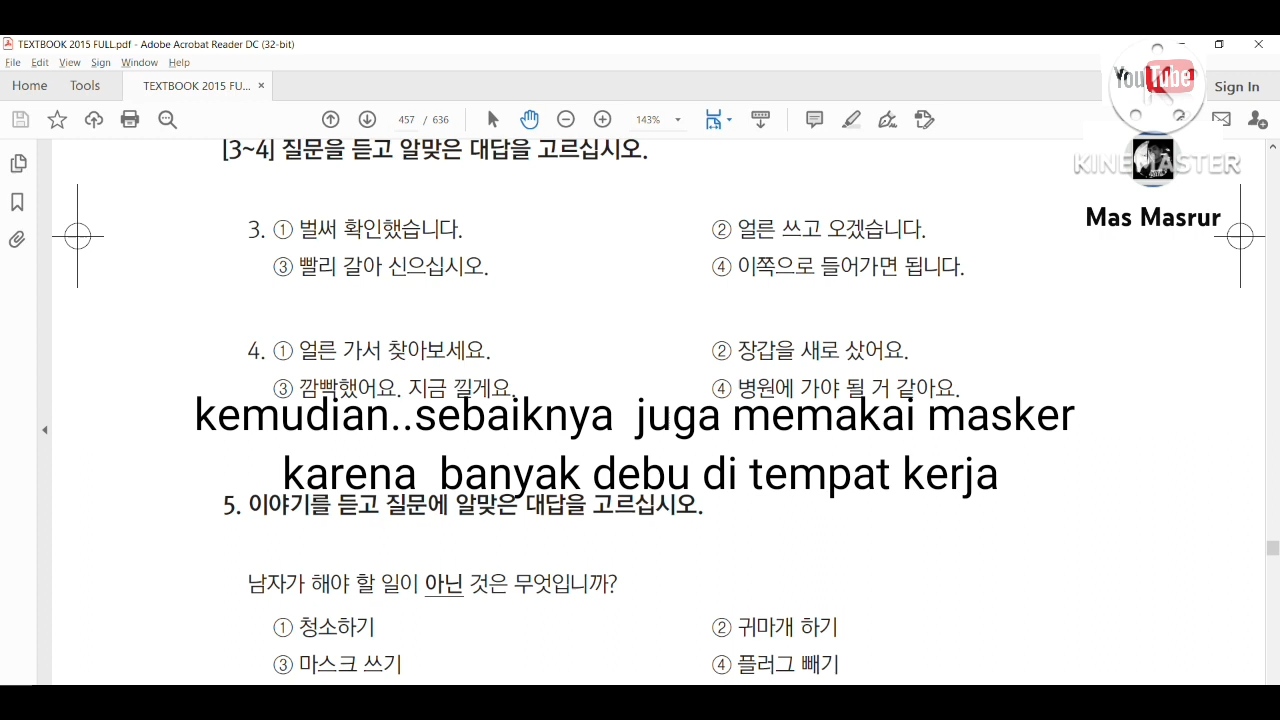 TEXTBOOK 2015 FULL.pdf - Adobe Acrobat Reader DC (32-bit)
File Edit View Sign Window Help
Home Tools TEXTBOOK 2015 FU... × Sign In
457 / 636 143%
YouTube
KINEMASTER
Mas Masrur
[3~4] 질문을 듣고 알맞은 대답을 고르십시오.
3. ① 벌써 확인했습니다. ② 얼른 쓰고 오겠습니다.
③ 빨리 갈아 신으십시오. ④ 이쪽으로 들어가면 됩니다.
4. ① 얼른 가서 찾아보세요. ② 장갑을 새로 샀어요.
③ 깜빡했어요. 지금 낄게요. ④ 병원에 가야 될 거 같아요.
kemudian..sebaiknya juga memakai masker
karena banyak debu di tempat kerja
5. 이야기를 듣고 질문에 알맞은 대답을 고르십시오.
남자가 해야 할 일이 아닌 것은 무엇입니까?
① 청소하기 ② 귀마개 하기
③ 마스크 쓰기 ④ 플러그 빼기